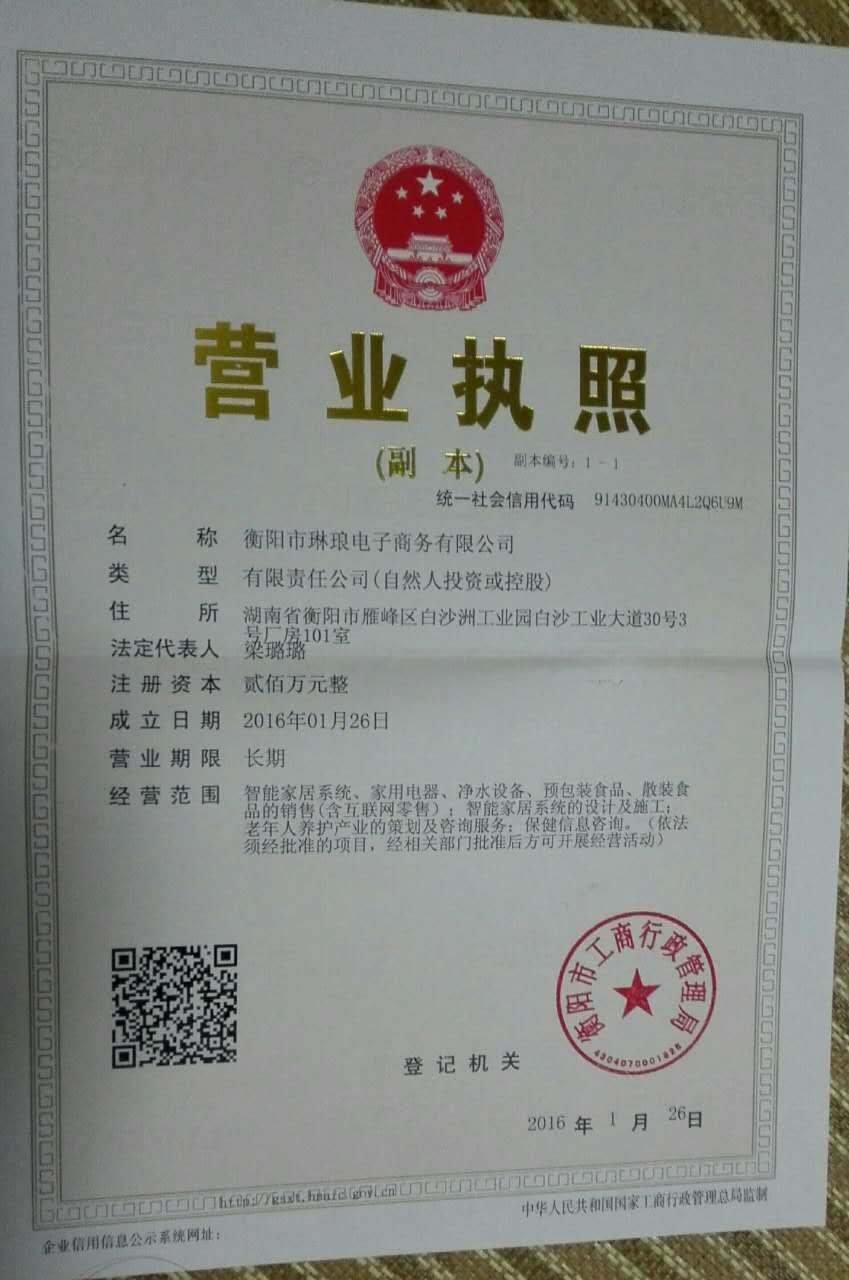 营业执照
(副本) 副本编号：1－1
统一社会信用代码 91430400MA4L2Q6U9M
名称 衡阳市琳琅电子商务有限公司
类型 有限责任公司(自然人投资或控股)
住所 湖南省衡阳市雁峰区白沙洲工业园白沙工业大道30号3
号厂房101室
法定代表人 梁璐璐
注册资本 贰佰万元整
成立日期 2016年01月26日
营业期限 长期
经营范围 智能家居系统、家用电器、净水设备、预包装食品、散装食
品的销售(含互联网零售)；智能家居系统的设计及施工；
老年人养护产业的策划及咨询服务；保健信息咨询。（依法
须经批准的项目，经相关部门批准后方可开展经营活动）
衡阳市工商行政管理局
登记机关
2016年1月26日
企业信用信息公示系统网址：
中华人民共和国国家工商行政管理总局监制